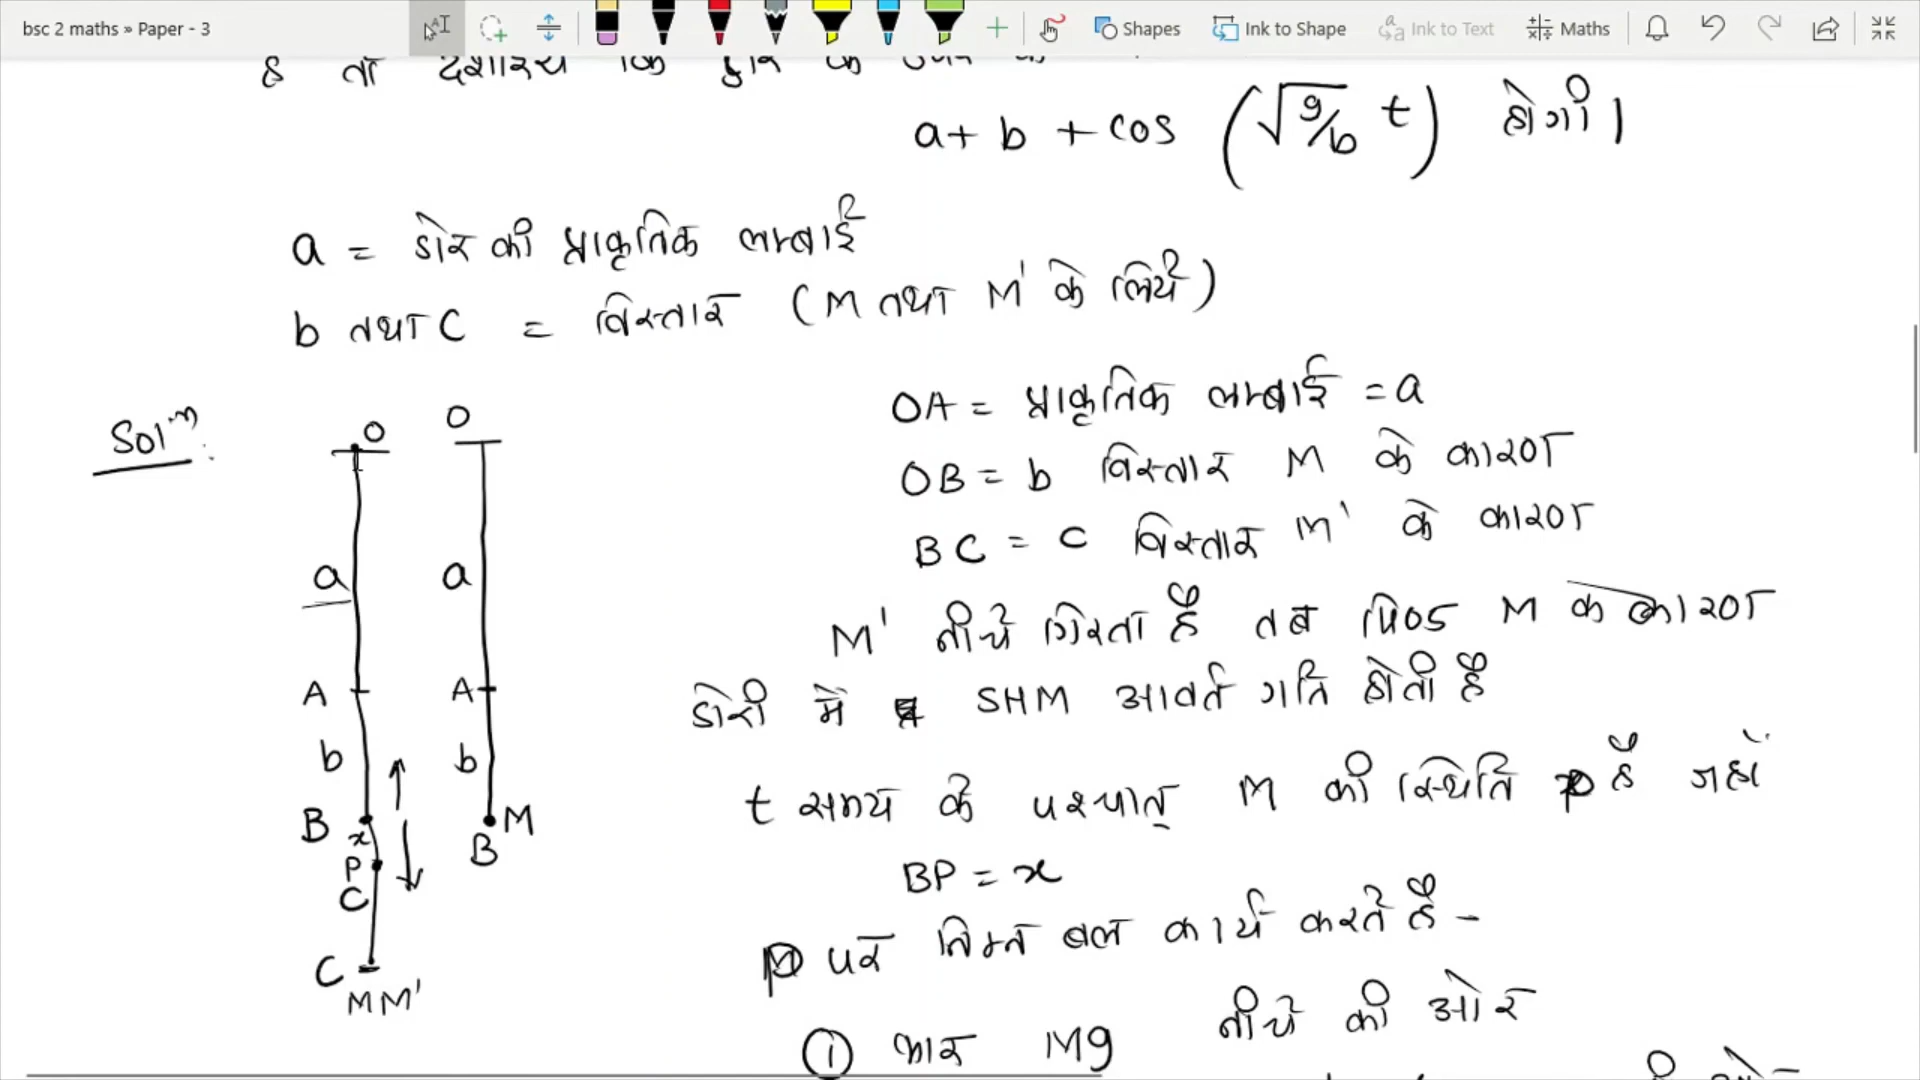 bsc 2 maths » Paper - 3
Shapes Ink to Shape Ink to Text Maths
a + b + cos (√g/b t) होगी।
a = डोर की प्राकृतिक लम्बाई
b तथा C = विस्तार (M तथा M' के लिये)
Solⁿ:
O O
a a
A A
b b
B M
x B
P
C
C
MM'
OA = प्राकृतिक लम्बाई = a
OB = b विस्तार M के कारण
BC = c विस्तार M' के कारण
M' नीचे गिरता है तब पिण्ड M के कारण
डोरी में SHM आवर्त गति होती है
t समय के पश्चात् M की स्थिति P है जहाँ
BP = x
P पर निम्न बल कार्य करते हैं -
① भार Mg नीचे की ओर